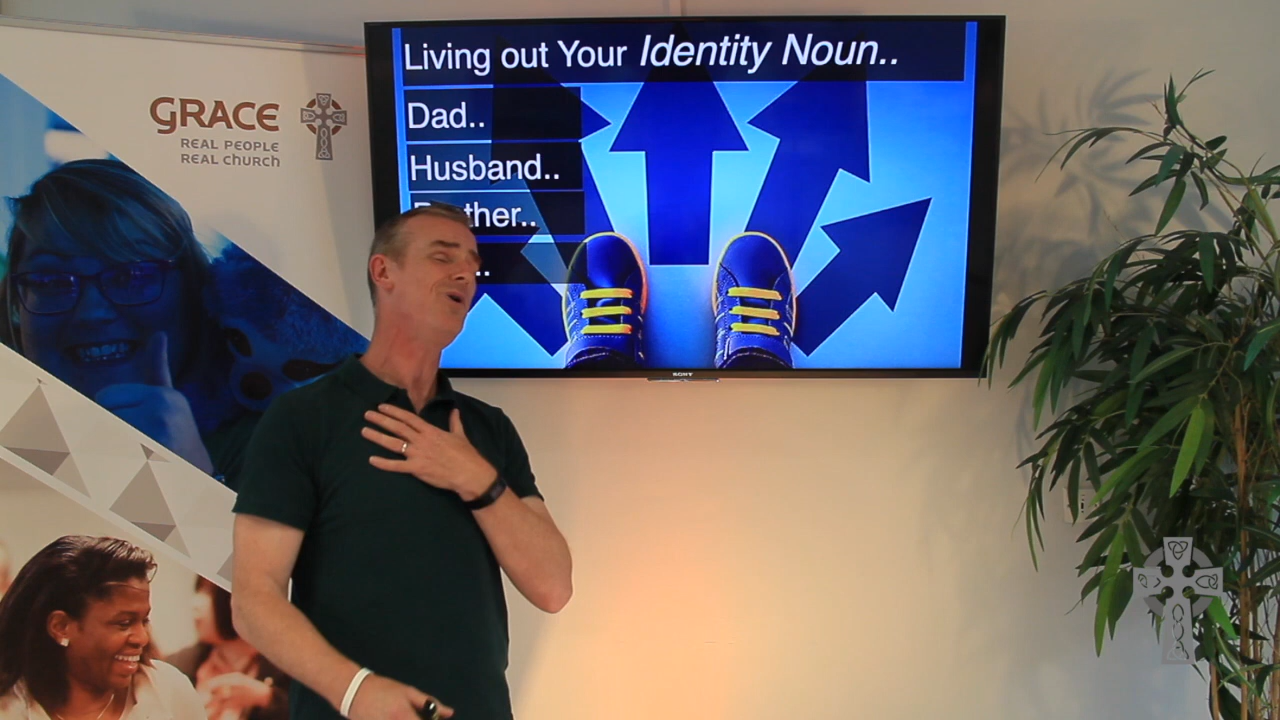 GRACE
REAL PEOPLE
REAL CHURCH
Living out Your Identity Noun..
Dad..
Husband..
SONY